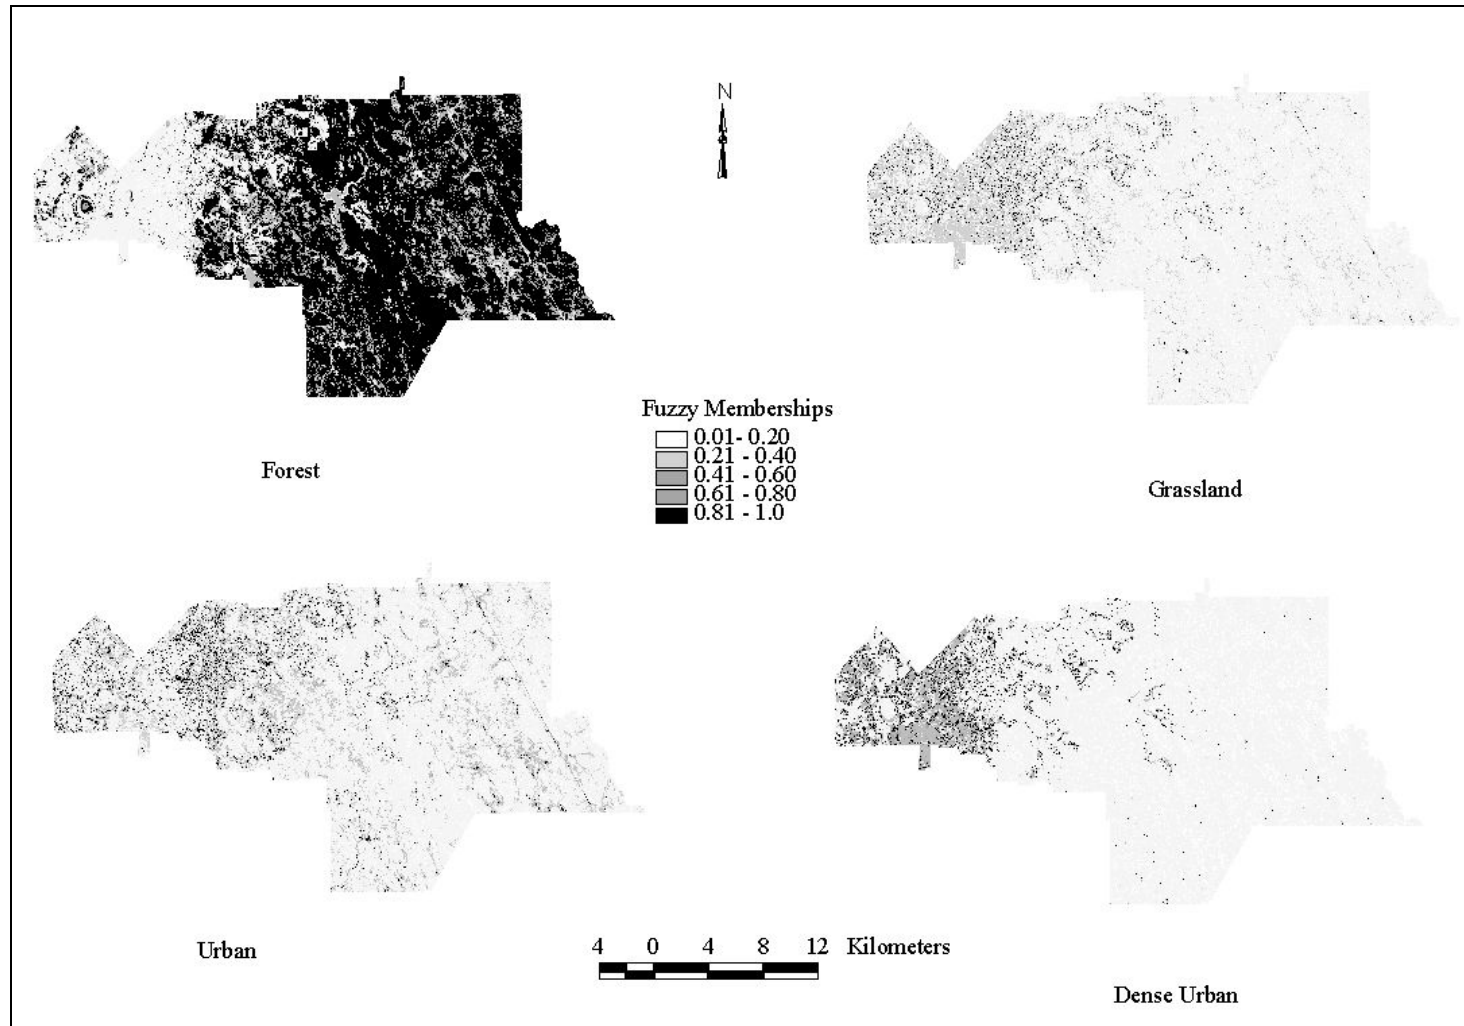 N
Fuzzy Memberships
0.01- 0.20
0.21 - 0.40
0.41 - 0.60
0.61 - 0.80
0.81 - 1.0
Forest
Grassland
Urban
4 0 4 8 12 Kilometers
Dense Urban